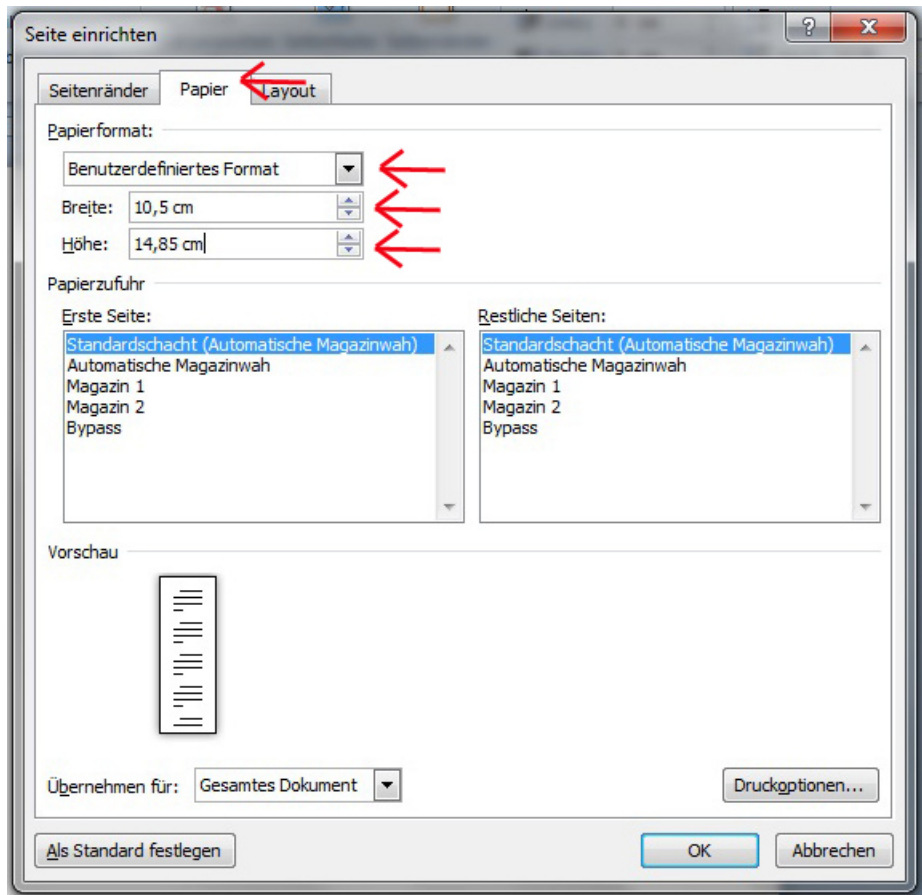 Seite einrichten
Seitenränder Papier Layout
Papierformat:
Benutzerdefiniertes Format
Breite: 10,5 cm
Höhe: 14,85 cm
Papierzufuhr
Erste Seite: Restliche Seiten:
Standardschacht (Automatische Magazinwah) Standardschacht (Automatische Magazinwah)
Automatische Magazinwah Automatische Magazinwah
Magazin 1 Magazin 1
Magazin 2 Magazin 2
Bypass Bypass
Vorschau
Übernehmen für: Gesamtes Dokument Druckoptionen...
Als Standard festlegen OK Abbrechen